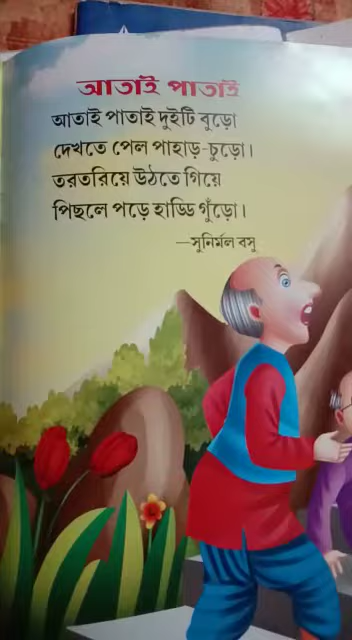 আতাই পাতাই
আতাই পাতাই দুইটি বুড়ো
দেখতে পেল পাহাড়-চুড়ো।
তরতরিয়ে উঠতে গিয়ে
পিছলে পড়ে হাড্ডি গুঁড়ো।
—সুনির্মল বসু